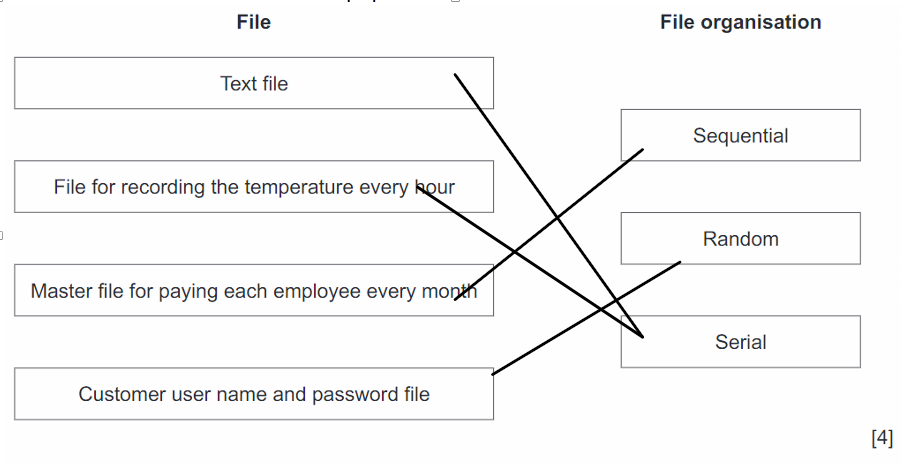 File
File organisation
Text file
Sequential
File for recording the temperature every hour
Random
Master file for paying each employee every month
Serial
Customer user name and password file
[4]